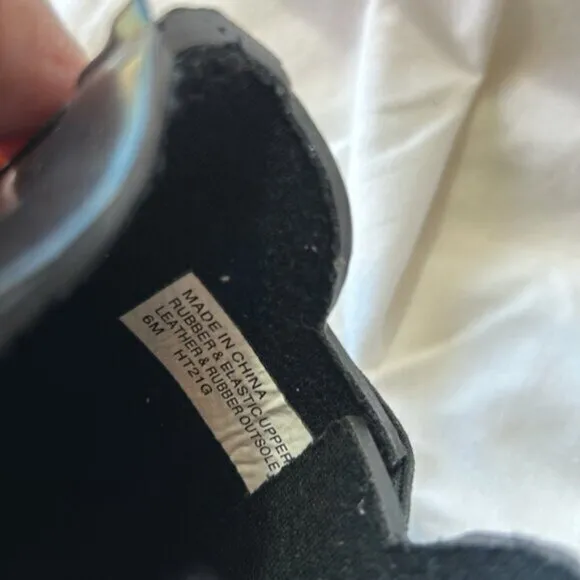 MADE IN CHINA
RUBBER & ELASTIC UPPER
LEATHER & RUBBER OUTSOLE
6M HT21G